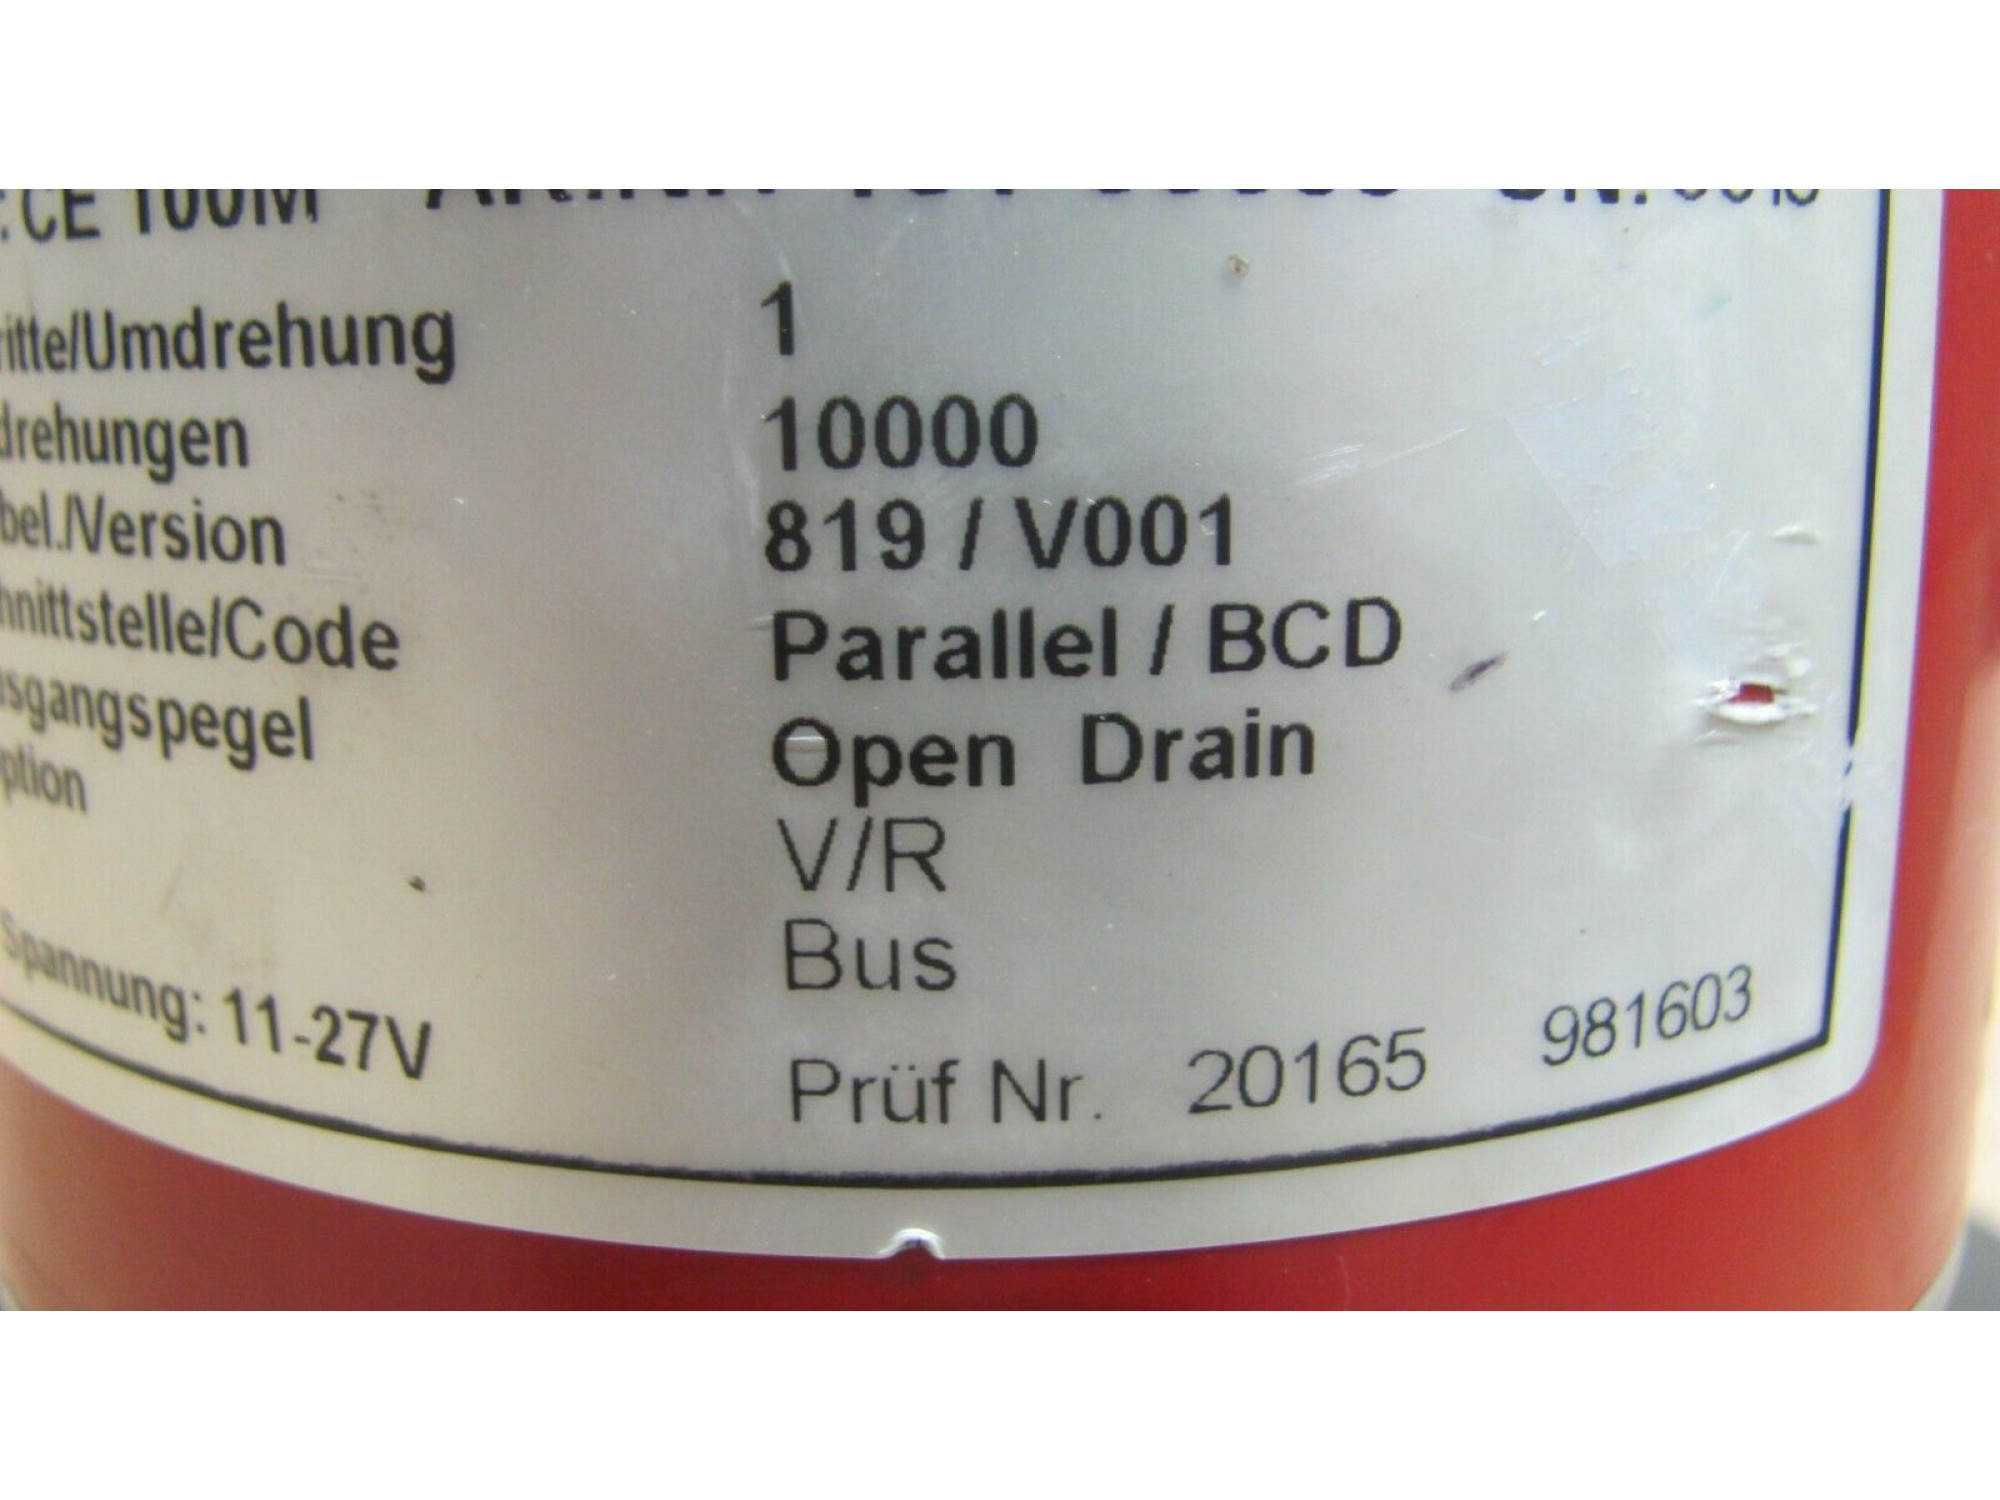 : CE 100M
ritte/Umdrehung 1
drehungen 10000
bel./Version 819 / V001
hnittstelle/Code Parallel / BCD
usgangspegel Open Drain
ption V/R
Bus
Spannung: 11-27V
Prüf Nr. 20165 981603